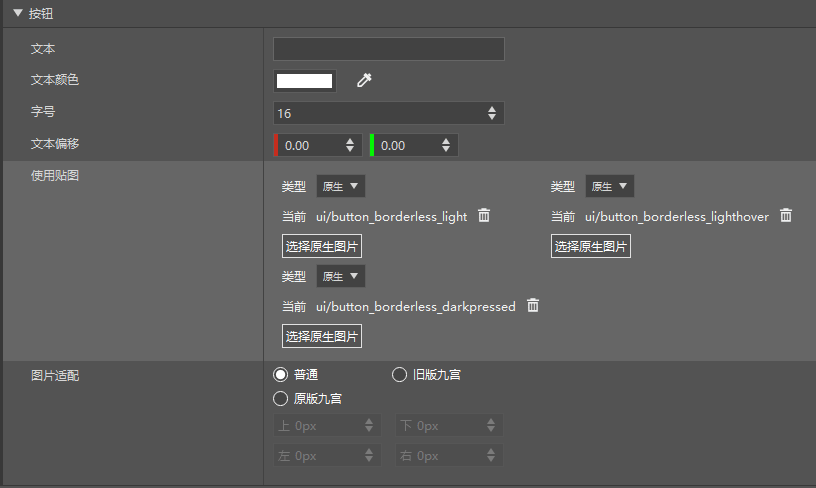 按钮
文本
文本颜色
字号 16
文本偏移 0.00 0.00
使用贴图 类型 原生 类型 原生
当前 ui/button_borderless_light 当前 ui/button_borderless_lighthover
选择原生图片 选择原生图片
类型 原生
当前 ui/button_borderless_darkpressed
选择原生图片
图片适配 普通 旧版九宫
原版九宫
上 0px 下 0px
左 0px 右 0px